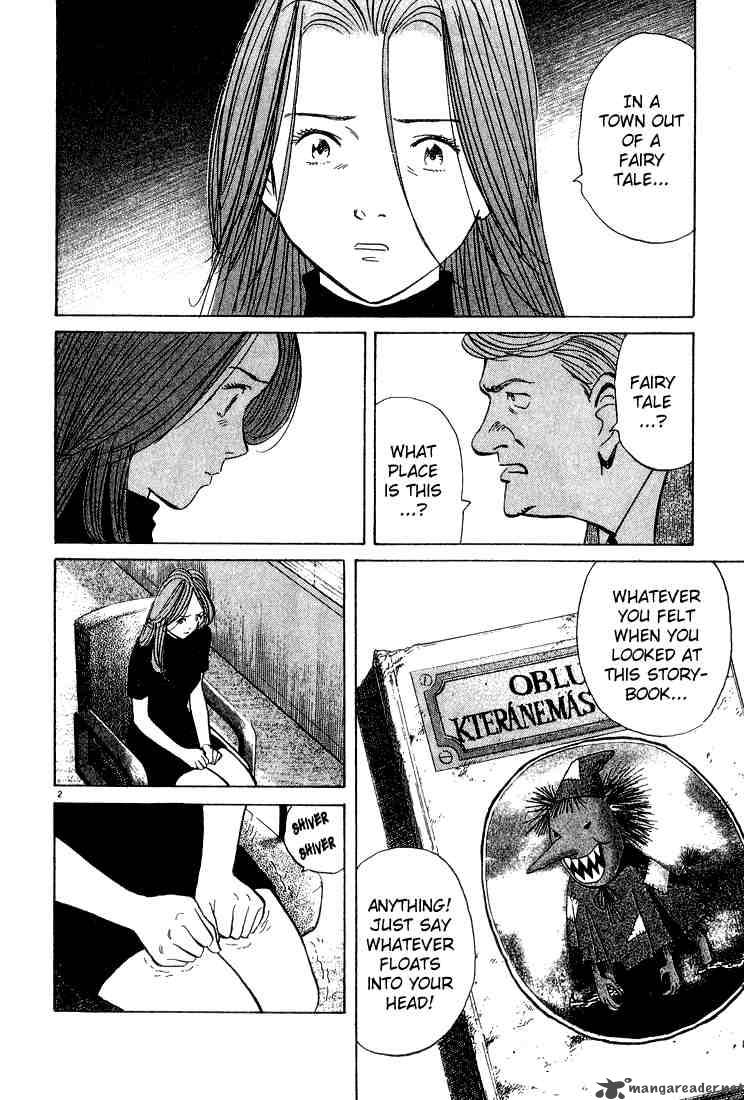 IN A
TOWN OUT
OF A
FAIRY
TALE...
FAIRY
TALE
...?
WHAT
PLACE
IS THIS
...?
WHATEVER
YOU FELT
WHEN YOU
LOOKED AT
THIS STORY-
BOOK...
OBLU
KTERÁNEMÁS
2
SHIVER
SHIVER
ANYTHING!
JUST SAY
WHATEVER
FLOATS
INTO YOUR
HEAD!
mangareader.net